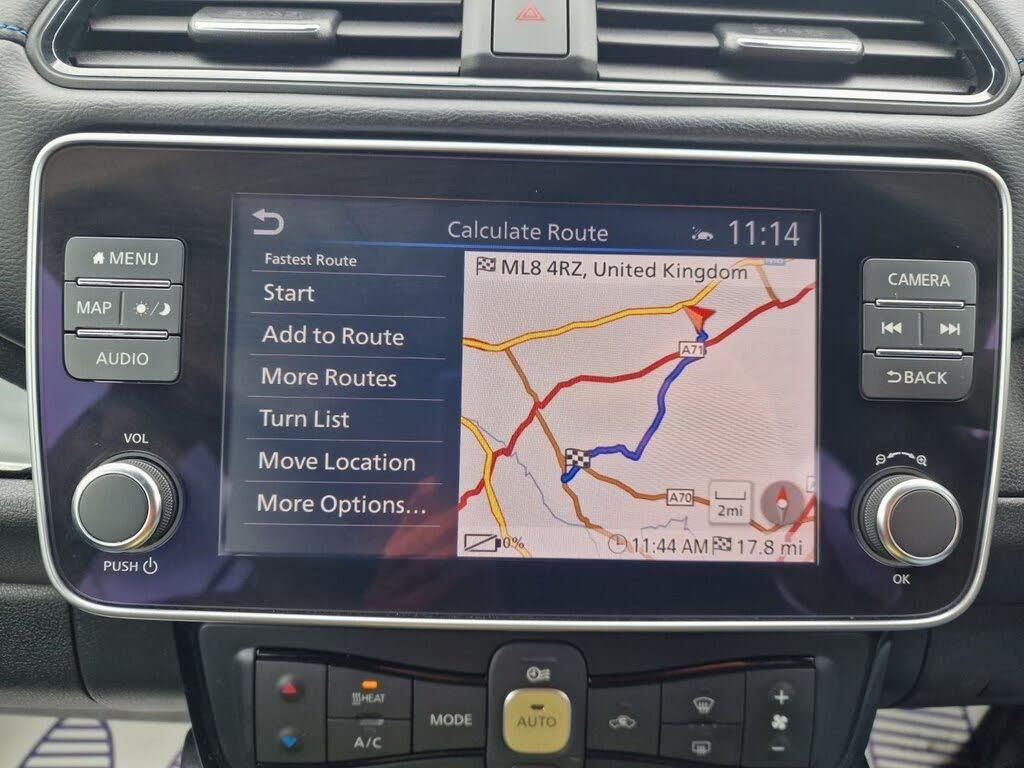 MENU
MAP
AUDIO
VOL
PUSH
Calculate Route
11:14
Fastest Route
Start
Add to Route
More Routes
Turn List
Move Location
More Options...
ML8 4RZ, United Kingdom
A71
A70
2mi
0%
11:44 AM
17.8 mi
CAMERA
BACK
OK
HEAT
A/C
MODE
AUTO